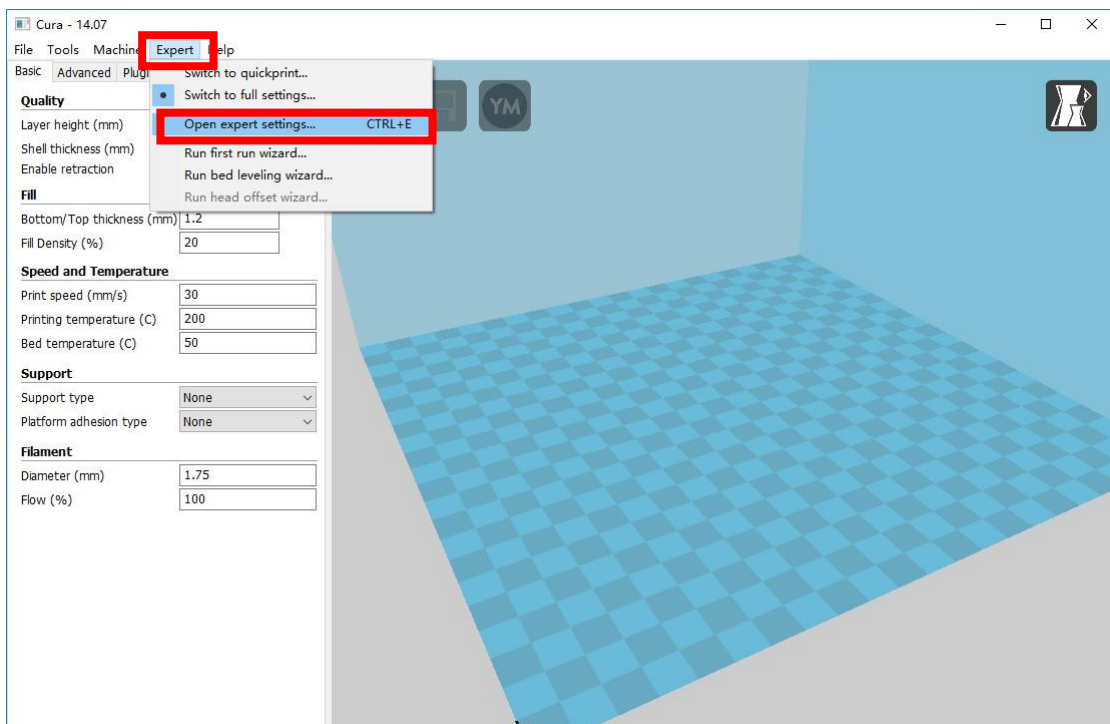 Cura - 14.07
File Tools Machine Expert Help
Basic Advanced Plugi
Switch to quickprint...
Switch to full settings...
Open expert settings... CTRL+E
Run first run wizard...
Run bed leveling wizard...
Run head offset wizard...
YM
Quality
Layer height (mm)
Shell thickness (mm)
Enable retraction
Fill
Bottom/Top thickness (mm) 1.2
Fill Density (%) 20
Speed and Temperature
Print speed (mm/s) 30
Printing temperature (C) 200
Bed temperature (C) 50
Support
Support type None
Platform adhesion type None
Filament
Diameter (mm) 1.75
Flow (%) 100